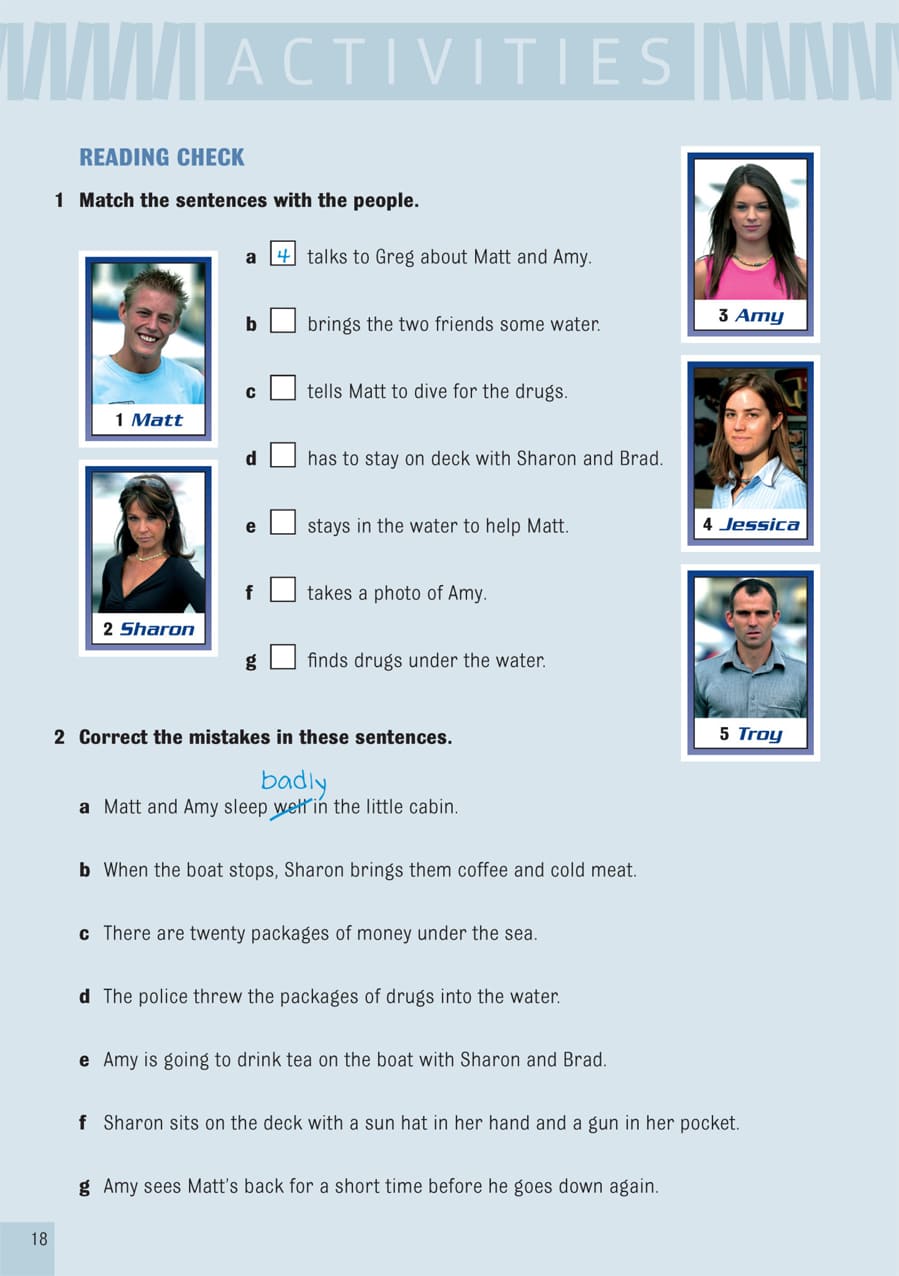 ACTIVITIES
READING CHECK
1 Match the sentences with the people.
a 4 talks to Greg about Matt and Amy.
b brings the two friends some water.
c tells Matt to dive for the drugs.
d has to stay on deck with Sharon and Brad.
e stays in the water to help Matt.
f takes a photo of Amy.
g finds drugs under the water.
1 Matt
2 Sharon
3 Amy
4 Jessica
5 Troy
2 Correct the mistakes in these sentences.
badly
a Matt and Amy sleep well in the little cabin.
b When the boat stops, Sharon brings them coffee and cold meat.
c There are twenty packages of money under the sea.
d The police threw the packages of drugs into the water.
e Amy is going to drink tea on the boat with Sharon and Brad.
f Sharon sits on the deck with a sun hat in her hand and a gun in her pocket.
g Amy sees Matt's back for a short time before he goes down again.
18